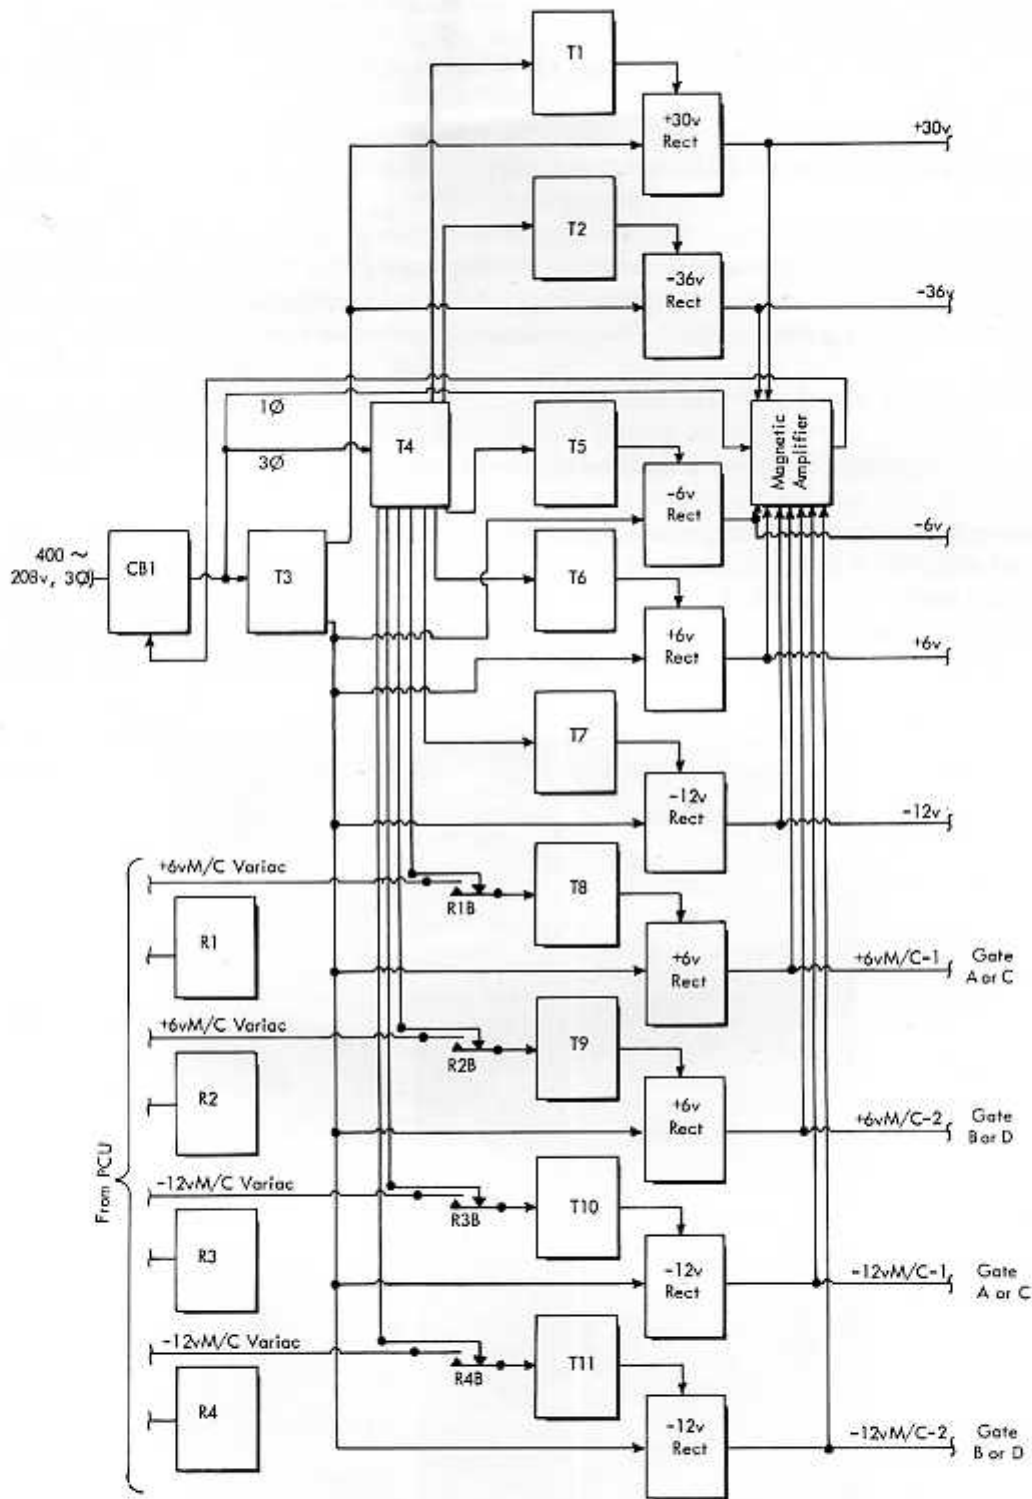 T1
+30v
Rect
+30v
T2
-36v
Rect
-36v
1Ø
3Ø
T4
T5
Magnetic
Amplifier
-6v
Rect
-6v
400 ~
208v, 3Ø
CB1
T3
T6
+6v
Rect
+6v
T7
-12v
Rect
-12v
+6vM/C Variac
R1B
T8
R1
+6v
Rect
+6vM/C-1
Gate
A or C
+6vM/C Variac
R2B
T9
R2
+6v
Rect
+6vM/C-2
Gate
B or D
From PCU
-12vM/C Variac
R3B
T10
R3
-12v
Rect
-12vM/C-1
Gate
A or C
-12vM/C Variac
R4B
T11
R4
-12v
Rect
-12vM/C-2
Gate
B or D